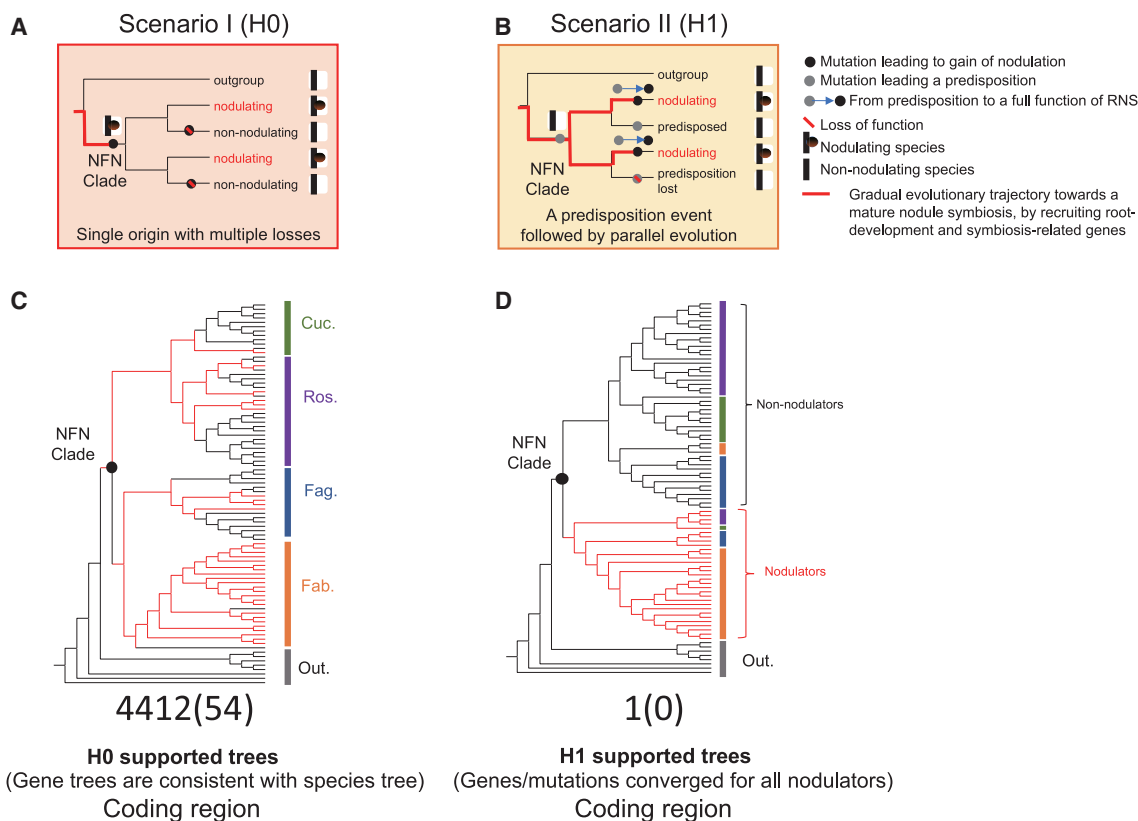 A
Scenario I (H0)
outgroup
nodulating
non-nodulating
nodulating
non-nodulating
NFN
Clade
Single origin with multiple losses
B
Scenario II (H1)
outgroup
nodulating
predisposed
nodulating
predisposition
lost
NFN
Clade
A predisposition event
followed by parallel evolution
Mutation leading to gain of nodulation
Mutation leading a predisposition
From predisposition to a full function of RNS
Loss of function
Nodulating species
Non-nodulating species
Gradual evolutionary trajectory towards a
mature nodule symbiosis, by recruiting root-
development and symbiosis-related genes
C
Cuc.
Ros.
NFN
Clade
Fag.
Fab.
Out.
4412(54)
H0 supported trees
(Gene trees are consistent with species tree)
Coding region
D
Non-nodulators
NFN
Clade
Nodulators
Out.
1(0)
H1 supported trees
(Genes/mutations converged for all nodulators)
Coding region